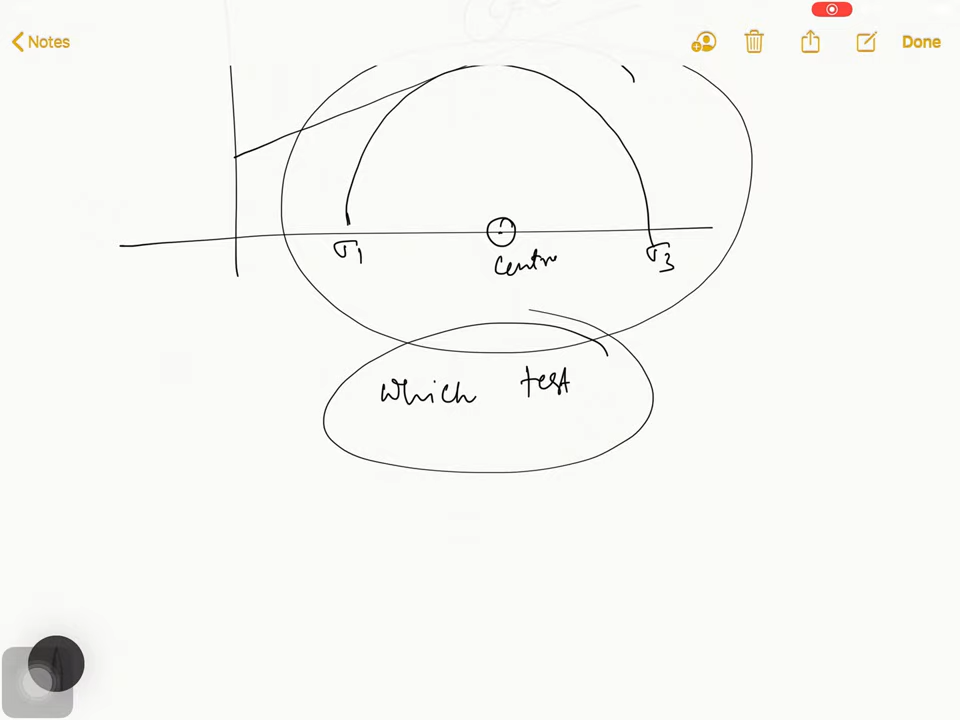 Notes
Done
σ1
σ3
Centre
which test